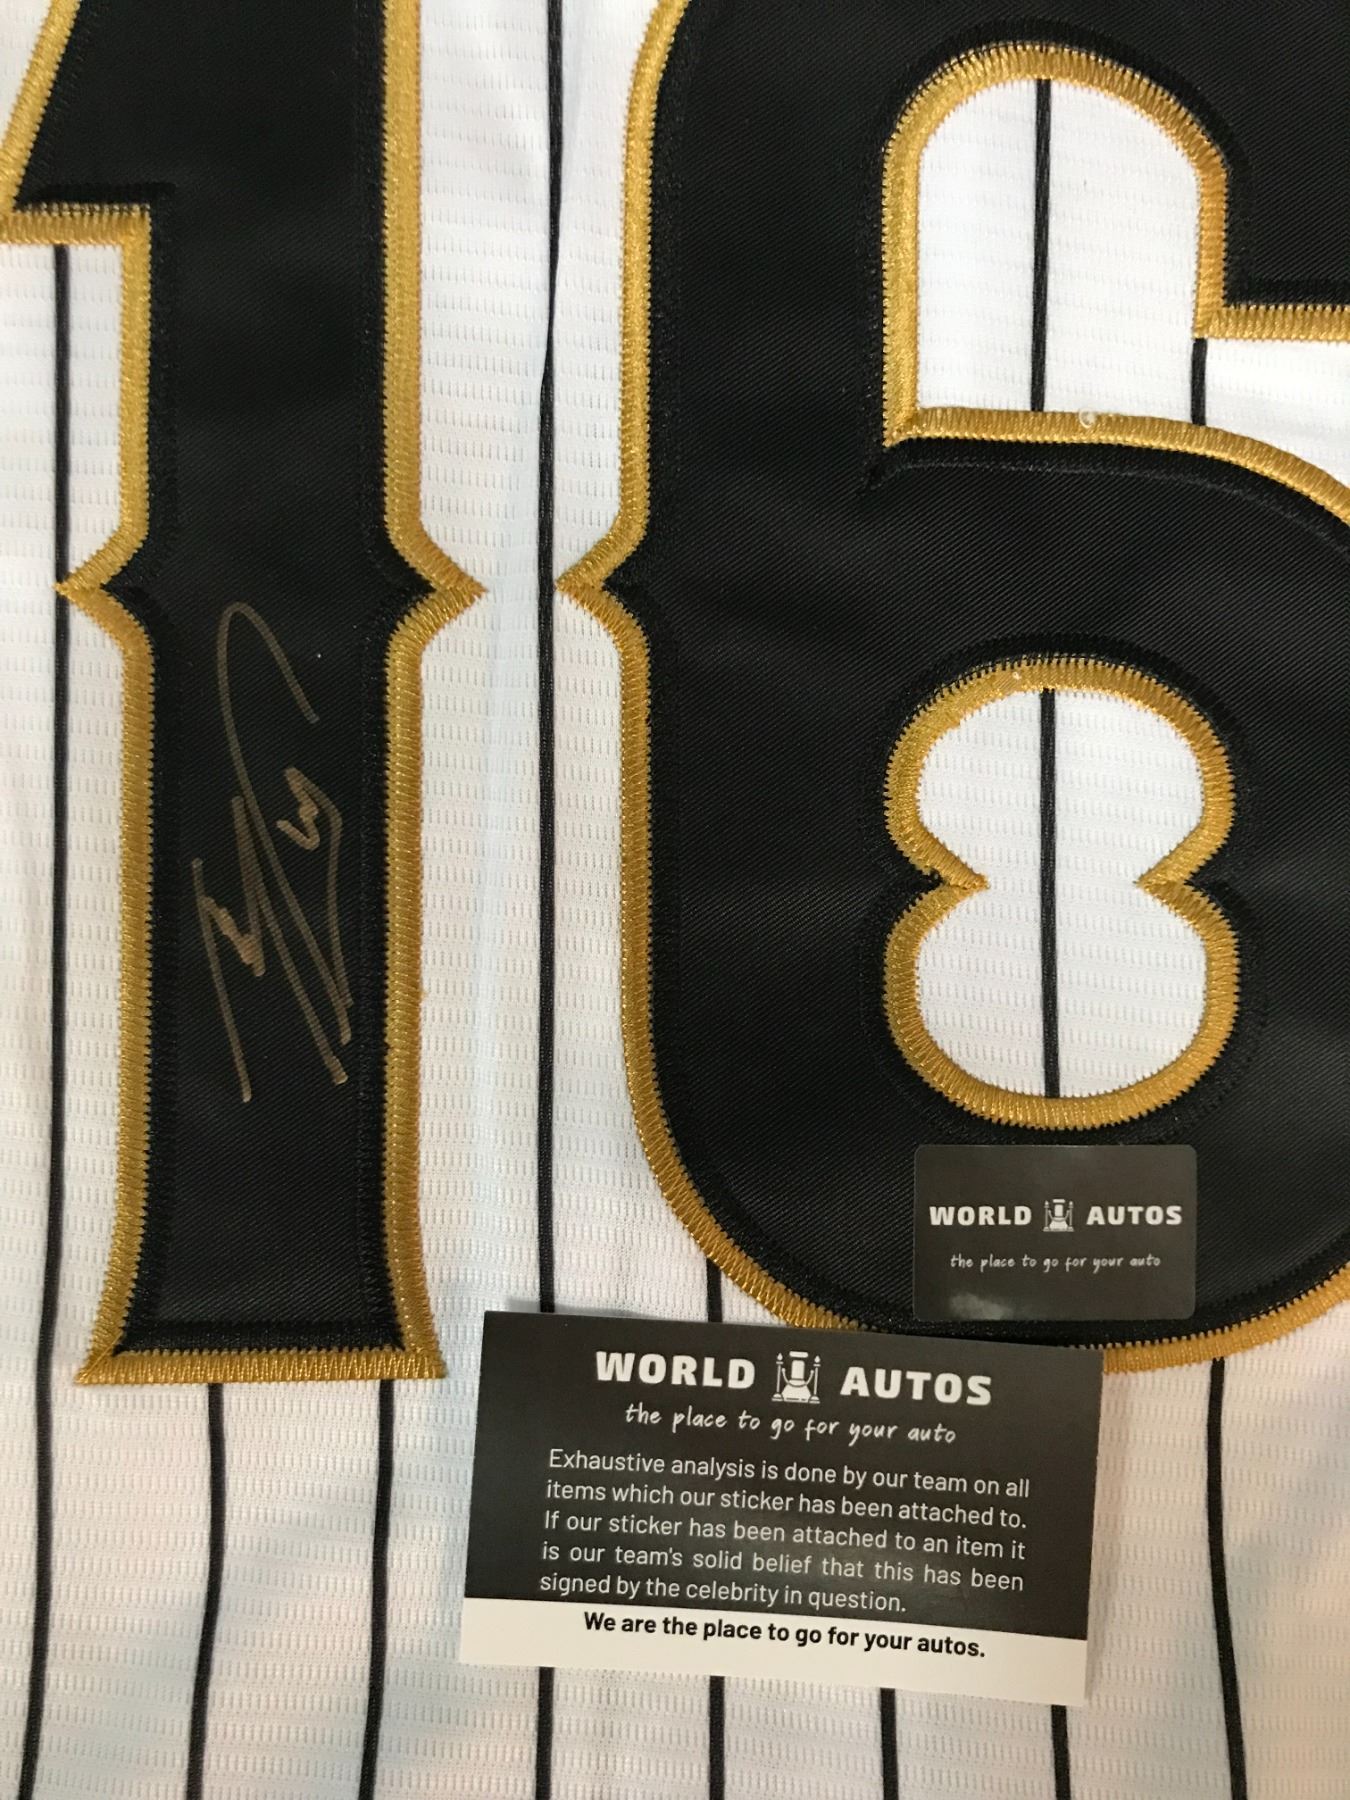 16
WORLD AUTOS
the place to go for your auto
WORLD AUTOS
the place to go for your auto
Exhaustive analysis is done by our team on all
items which our sticker has been attached to.
If our sticker has been attached to an item it
is our team's solid belief that this has been
signed by the celebrity in question.
We are the place to go for your autos.